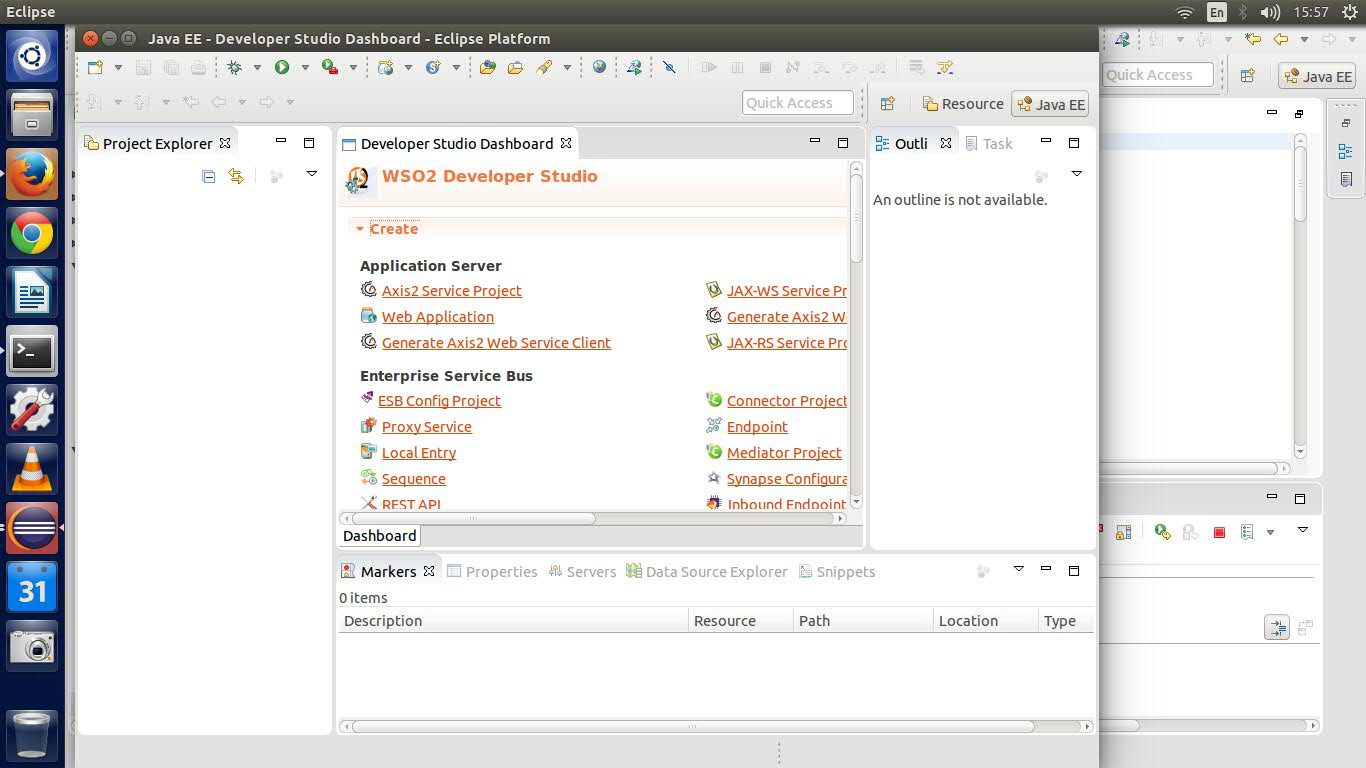 Eclipse
En
15:57
Java EE - Developer Studio Dashboard - Eclipse Platform
Quick Access
Java EE
Quick Access
Resource
Java EE
Project Explorer
Developer Studio Dashboard
Outli
Task
WSO2 Developer Studio
An outline is not available.
Create
Application Server
Axis2 Service Project
JAX-WS Service Pr
Web Application
Generate Axis2 W
Generate Axis2 Web Service Client
JAX-RS Service Pro
Enterprise Service Bus
ESB Config Project
Connector Project
Proxy Service
Endpoint
Local Entry
Mediator Project
Sequence
Synapse Configura
REST API
Inbound Endpoint
Dashboard
Markers
Properties
Servers
Data Source Explorer
Snippets
0 items
Description
Resource
Path
Location
Type
31